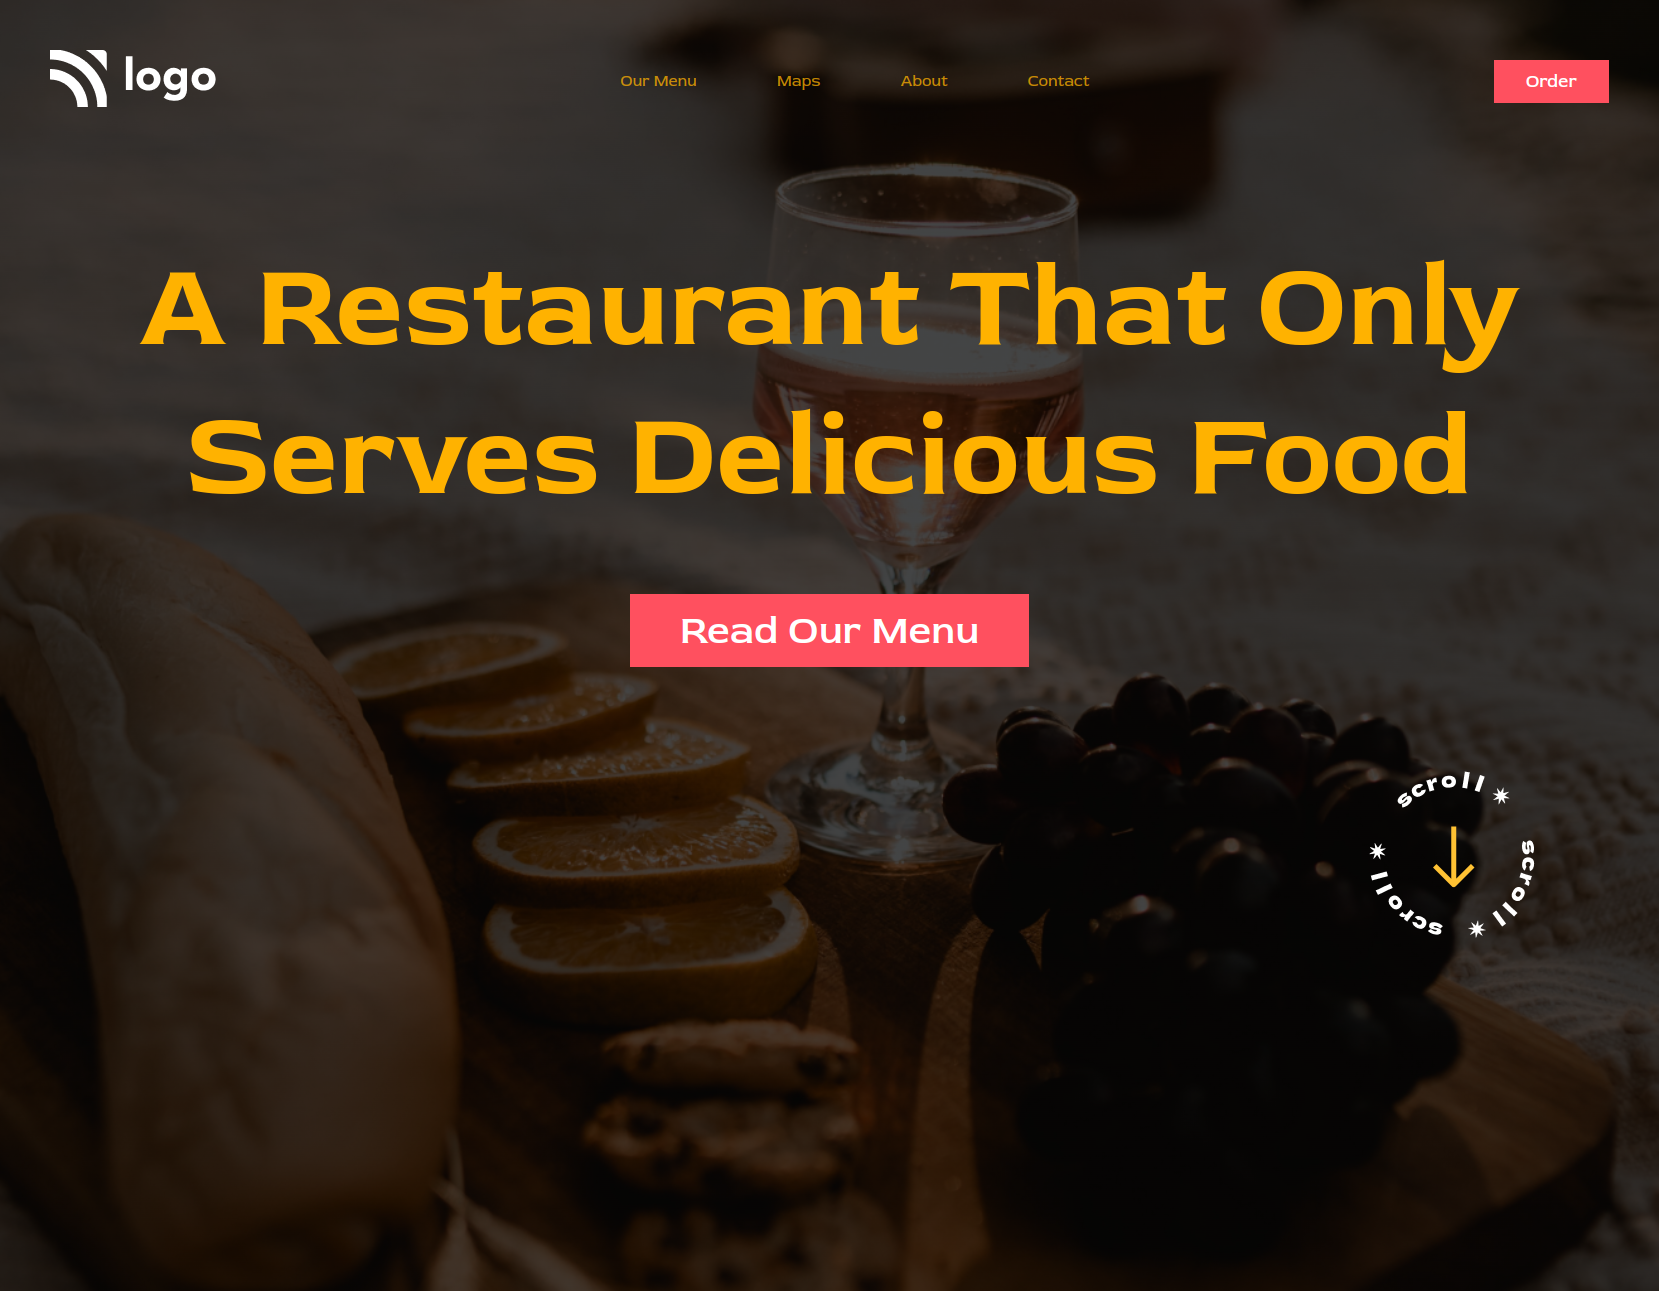 logo
Our Menu
Maps
About
Contact
Order
A Restaurant That Only
Serves Delicious Food
Read Our Menu
scroll
scroll
scroll